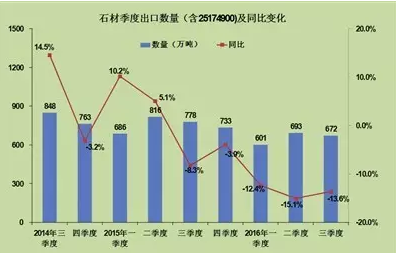 石材季度出口数量（含25174900)及同比变化
数量（万吨） 同比
1500
1200
900
600
300
0
20.0%
10.0%
0.0%
-10.0%
-20.0%
848
763
686
816
778
733
601
693
672
14.5%
-3.2%
10.2%
5.1%
-8.3%
-3.9%
-12.4%
-15.1%
-13.6%
2014年三
季度
四季度
2015年一
季度
二季度
三季度
四季度
2016年一
季度
二季度
三季度